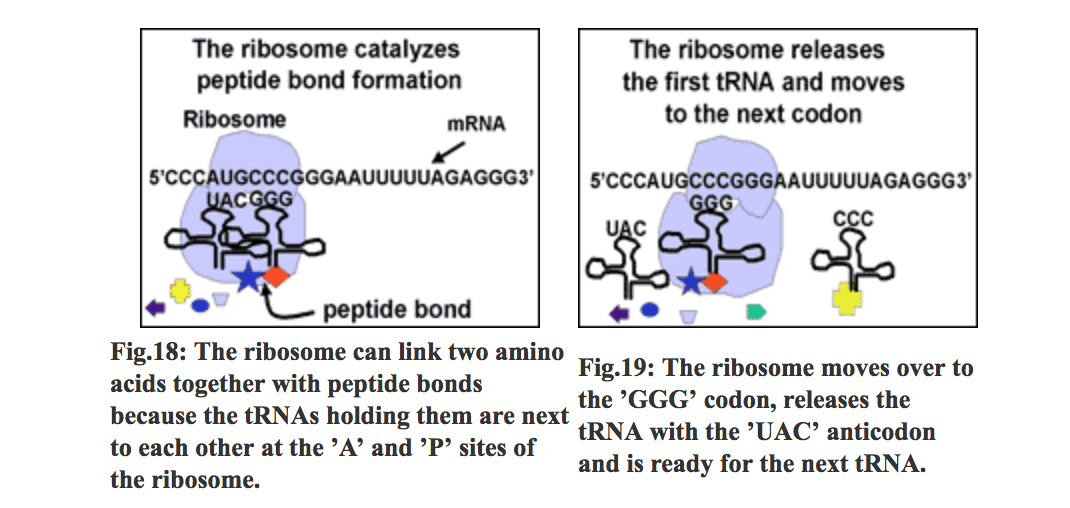 The ribosome catalyzes
peptide bond formation
Ribosome
mRNA
5'CCCAUGCCCGGGAAUUUUUAGAGGG3'
UACGGG
peptide bond
Fig.18: The ribosome can link two amino
acids together with peptide bonds
because the tRNAs holding them are next
to each other at the ’A’ and ’P’ sites of
the ribosome.
The ribosome releases
the first tRNA and moves
to the next codon
5'CCCAUGCCCGGGAAUUUUUAGAGGG3'
GGG
UAC
CCC
Fig.19: The ribosome moves over to
the ’GGG’ codon, releases the
tRNA with the ’UAC’ anticodon
and is ready for the next tRNA.